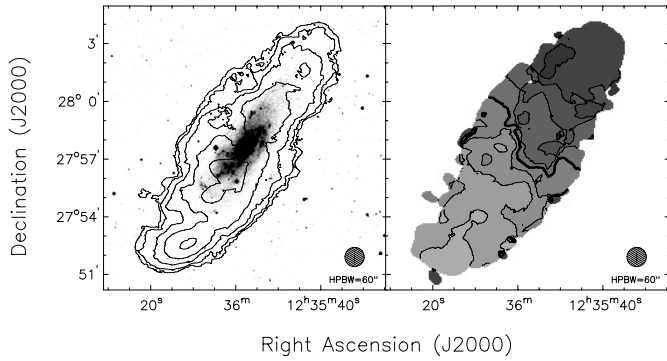 3'
28° 0'
27°57'
27°54'
51'
Declination (J2000)
HPBW=60"
HPBW=60"
20ˢ 36ᵐ 12ʰ35ᵐ40ˢ
20ˢ 36ᵐ 12ʰ35ᵐ40ˢ
Right Ascension (J2000)